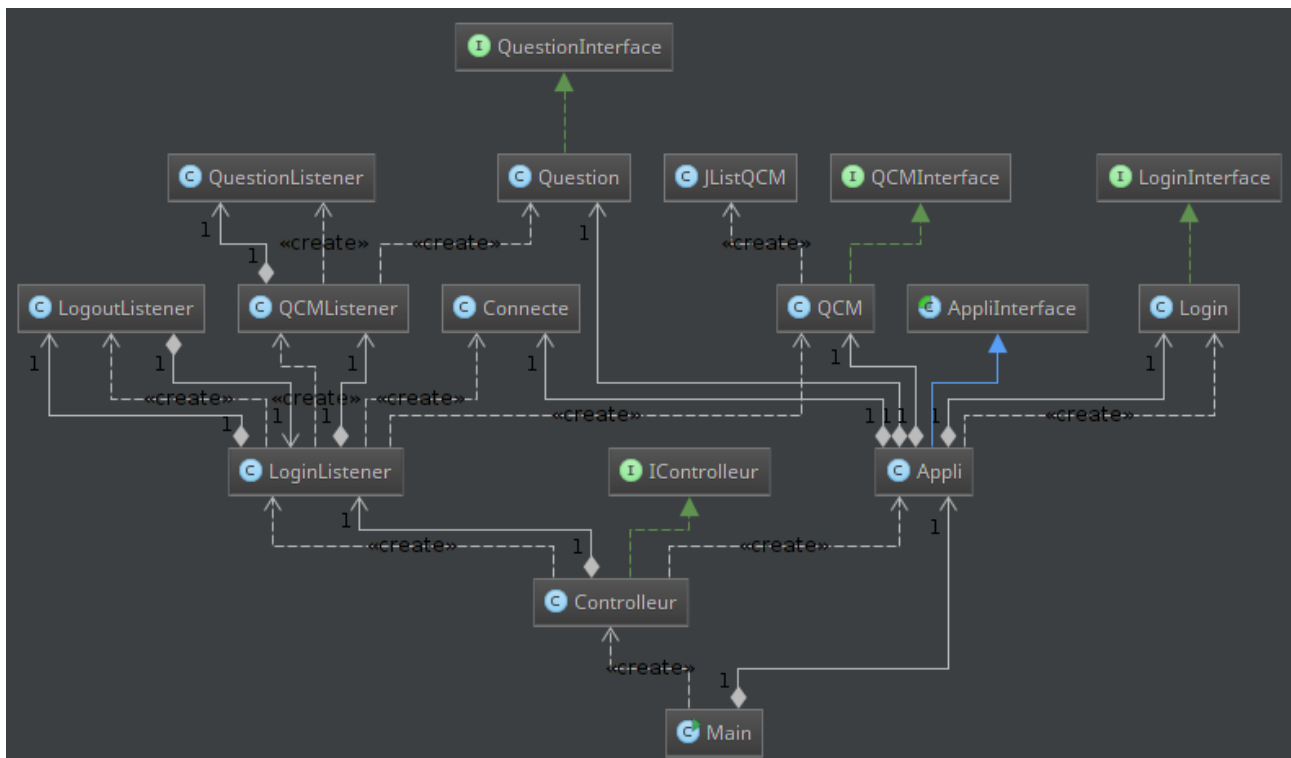 I QuestionInterface
C QuestionListener
C Question
C JListQCM
I QCMInterface
I LoginInterface
1
1
1
«create»
«create»
«create»
C LogoutListener
C QCMListener
C Connecte
C QCM
C AppliInterface
C Login
1
1
1
1
1
1
«create»
«create»
«create»
«create»
«create»
1
1
1
1
1
1
1
C LoginListener
I IControlleur
C Appli
1
1
1
«create»
«create»
C Controlleur
«create»
1
C Main